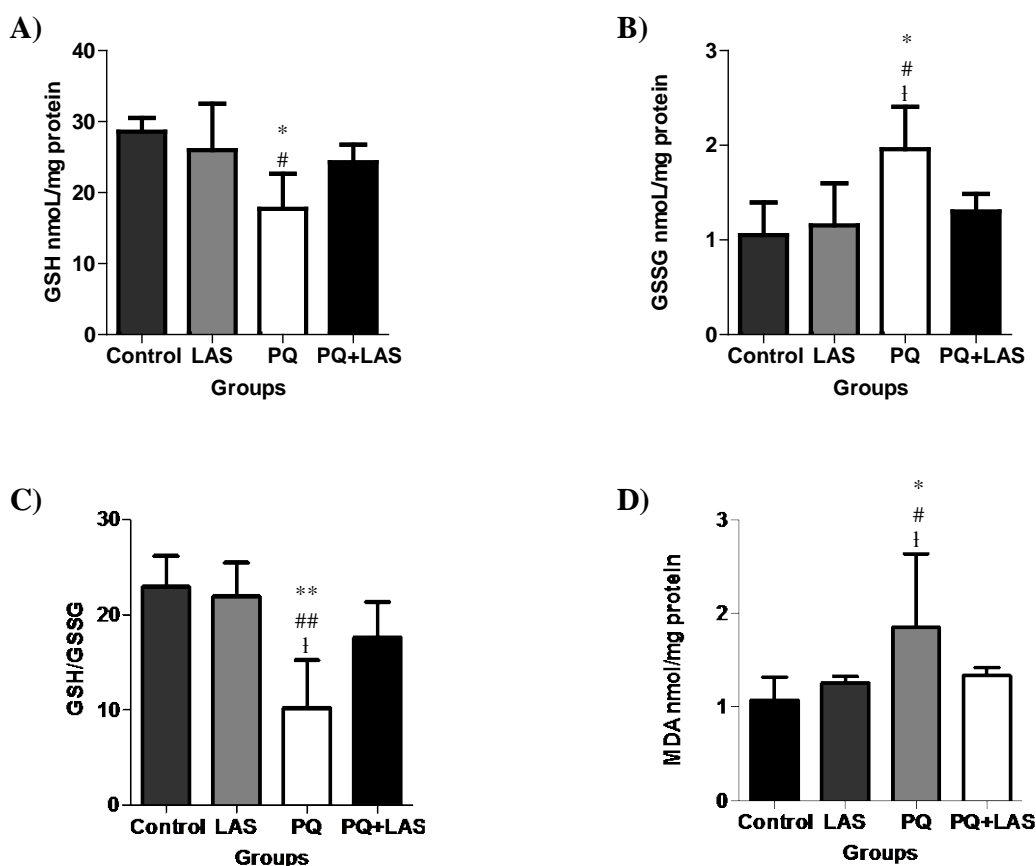 A)
40
30
20
10
0
GSH nmoL/mg protein
*
#
Control LAS PQ PQ+LAS
Groups
B)
3
2
1
0
GSSG nmoL/mg protein
*
#
ƚ
Control LAS PQ PQ+LAS
Groups
C)
30
20
10
0
GSH/GSSG
**
##
ƚ
Control LAS PQ PQ+LAS
Groups
D)
3
2
1
0
MDA nmol/mg protein
*
#
ƚ
Control LAS PQ PQ+LAS
Groups